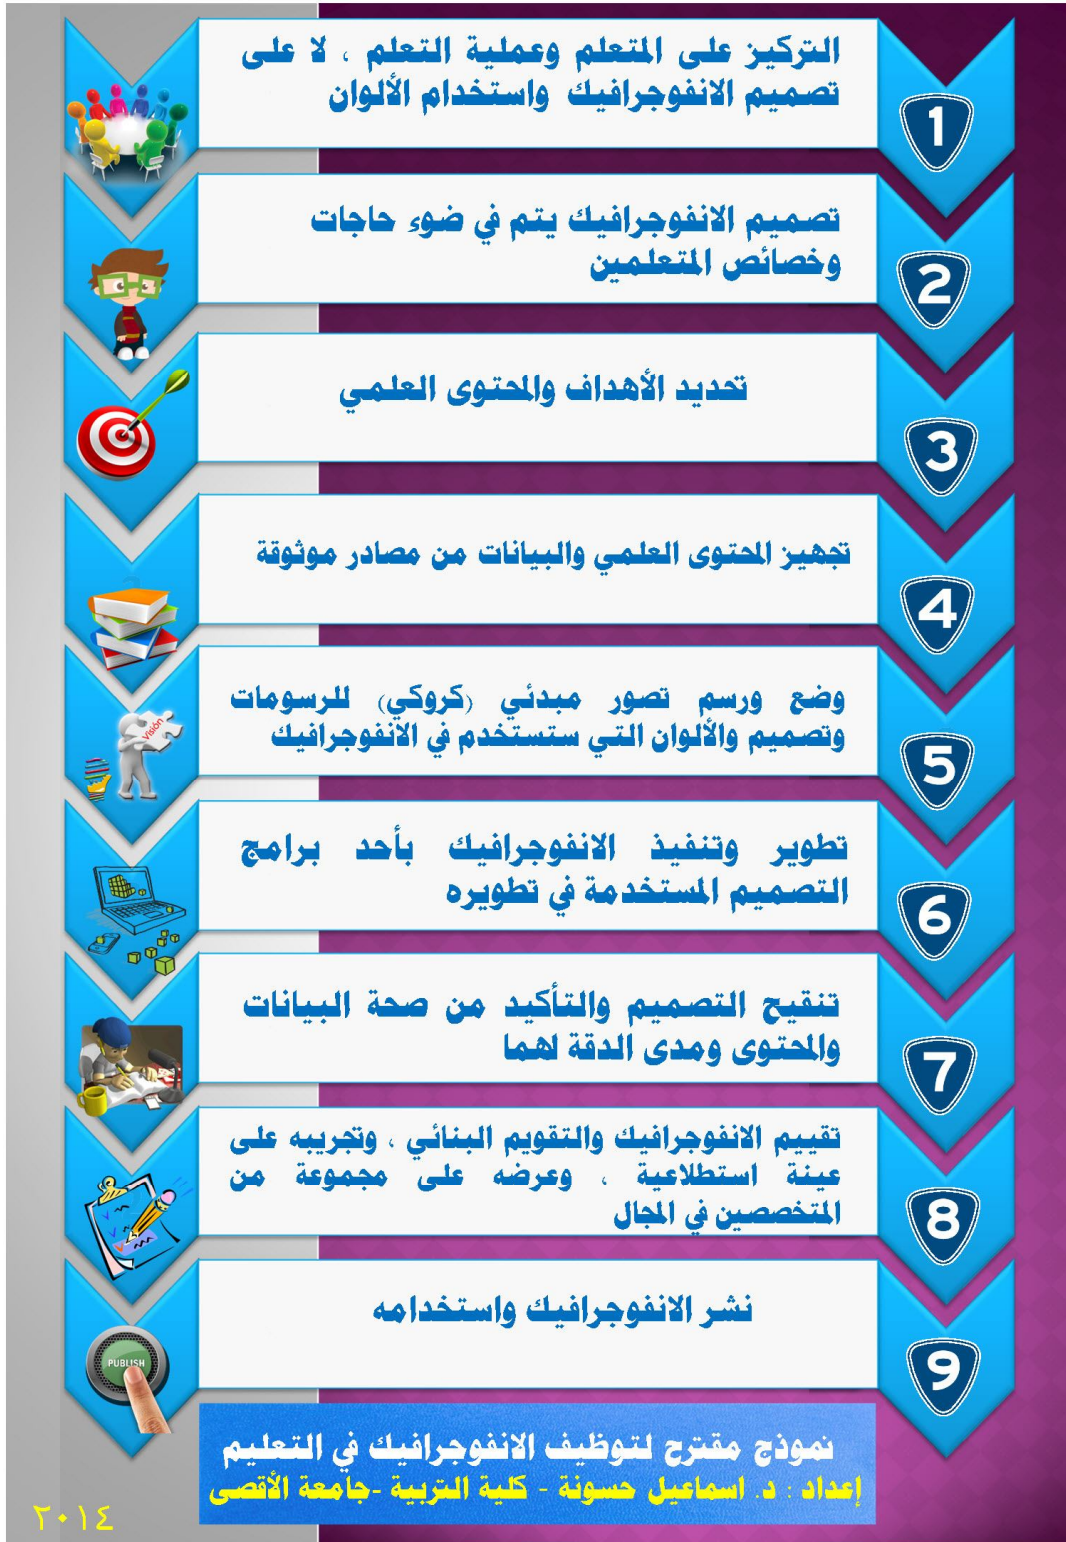 التركيز على المتعلم وعملية التعلم ، لا على
تصميم الانفوجرافيك واستخدام الألوان
1
تصميم الانفوجرافيك يتم في ضوء حاجات
وخصائص المتعلمين
2
تحديد الأهداف والمحتوى العلمي
3
تجهيز المحتوى العلمي والبيانات من مصادر موثوقة
4
وضع ورسم تصور مبدئي (كروكي) للرسومات
وتصميم والألوان التي ستستخدم في الانفوجرافيك
5
Visión
تطوير وتنفيذ الانفوجرافيك بأحد برامج
التصميم المستخدمة في تطويره
6
تنقيح التصميم والتأكيد من صحة البيانات
والمحتوى ومدى الدقة لهما
7
تقييم الانفوجرافيك والتقويم البنائي ، وتجريبه على
عينة استطلاعية ، وعرضه على مجموعة من
المتخصصين في المجال
8
نشر الانفوجرافيك واستخدامه
9
PUBLISH
نموذج مقترح لتوظيف الانفوجرافيك في التعليم
إعداد : د. اسماعيل حسونة - كلية التربية -جامعة الأقصى
٢٠١٤